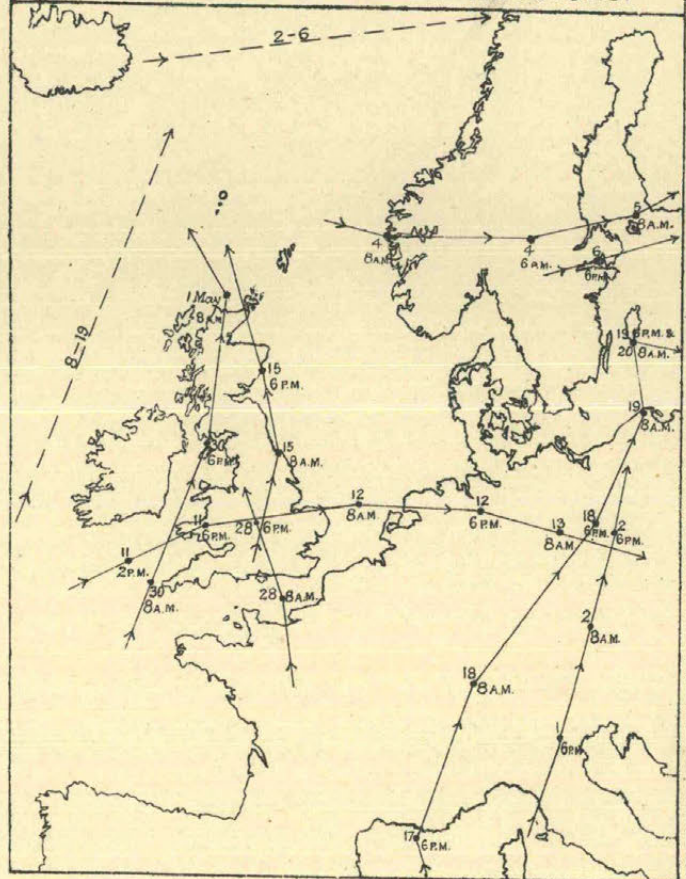 2-6
8-19
4
8 A.M.
4
6 P.M.
5
8 A.M.
6
6 P.M.
1 May
8 A.M.
15
6 P.M.
19 6 P.M. &
20 8 A.M.
19
8 A.M.
30
6 P.M.
15
8 A.M.
12
8 A.M.
12
6 P.M.
11
6 P.M.
28 6 P.M.
18
6 P.M.
2
6 P.M.
13
8 A.M.
11
2 P.M.
30
8 A.M.
28 8 A.M.
2
8 A.M.
18
8 A.M.
1
6 P.M.
17
6 P.M.